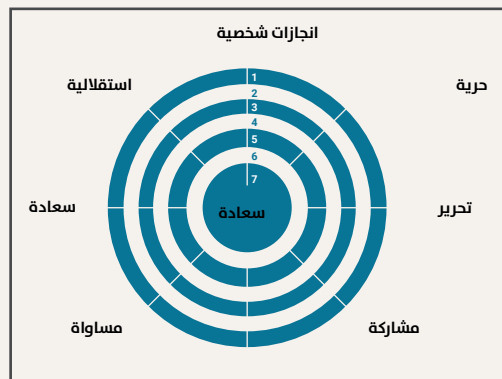 انجازات شخصية
حرية
استقلالية
1
2
3
4
5
6
7
سعادة
تحرير
سعادة
مشاركة
مساواة